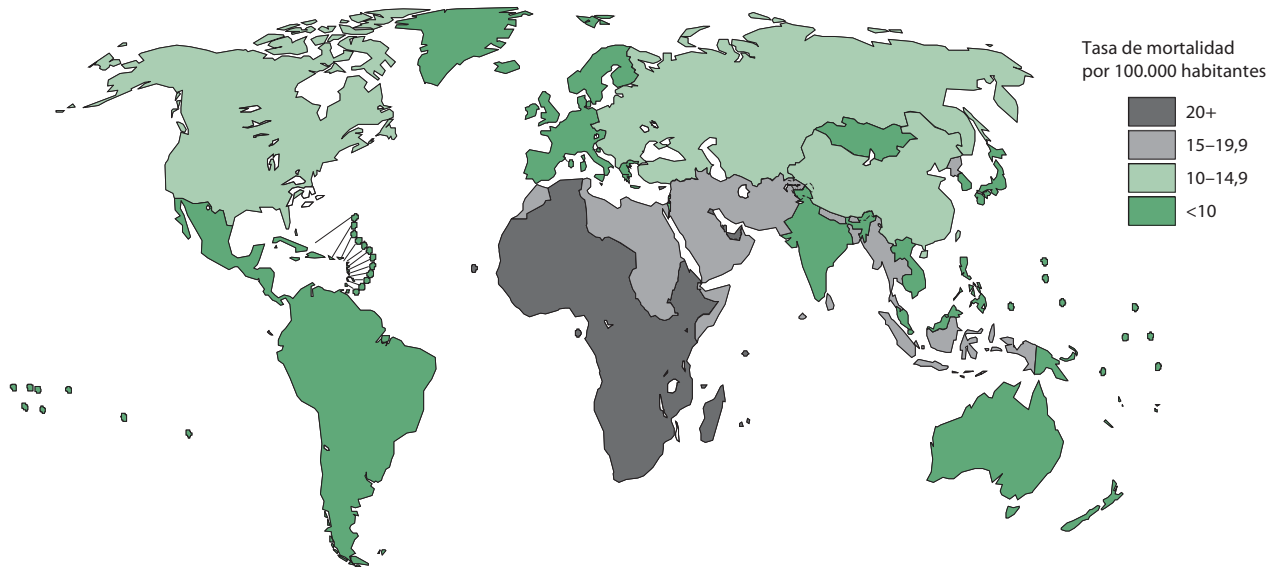 Tasa de mortalidad
por 100.000 habitantes
20+
15–19,9
10–14,9
<10